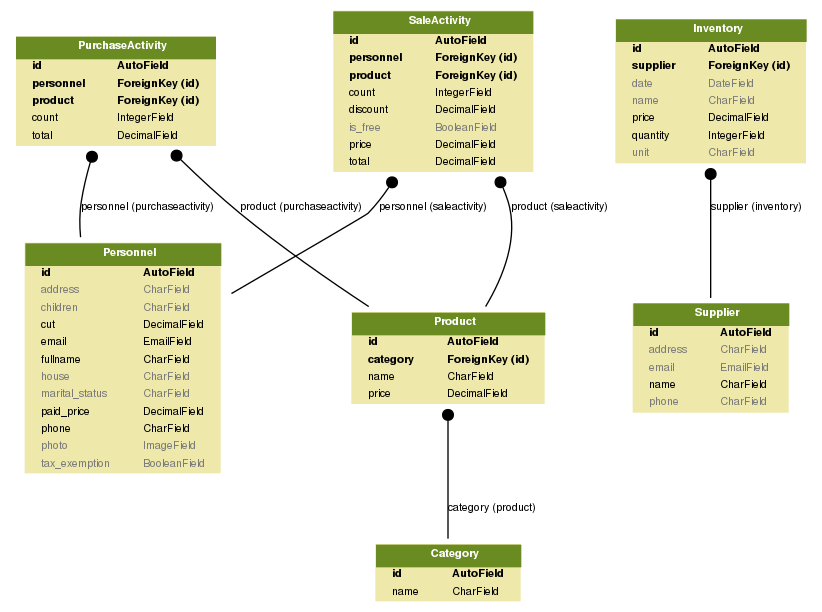 PurchaseActivity
id AutoField
personnel ForeignKey (id)
product ForeignKey (id)
count IntegerField
total DecimalField
SaleActivity
id AutoField
personnel ForeignKey (id)
product ForeignKey (id)
count IntegerField
discount DecimalField
is_free BooleanField
price DecimalField
total DecimalField
Inventory
id AutoField
supplier ForeignKey (id)
date DateField
name CharField
price DecimalField
quantity IntegerField
unit CharField
personnel (purchaseactivity)
product (purchaseactivity)
personnel (saleactivity)
product (saleactivity)
supplier (inventory)
Personnel
id AutoField
address CharField
children CharField
cut DecimalField
email EmailField
fullname CharField
house CharField
marital_status CharField
paid_price DecimalField
phone CharField
photo ImageField
tax_exemption BooleanField
Product
id AutoField
category ForeignKey (id)
name CharField
price DecimalField
Supplier
id AutoField
address CharField
email EmailField
name CharField
phone CharField
category (product)
Category
id AutoField
name CharField